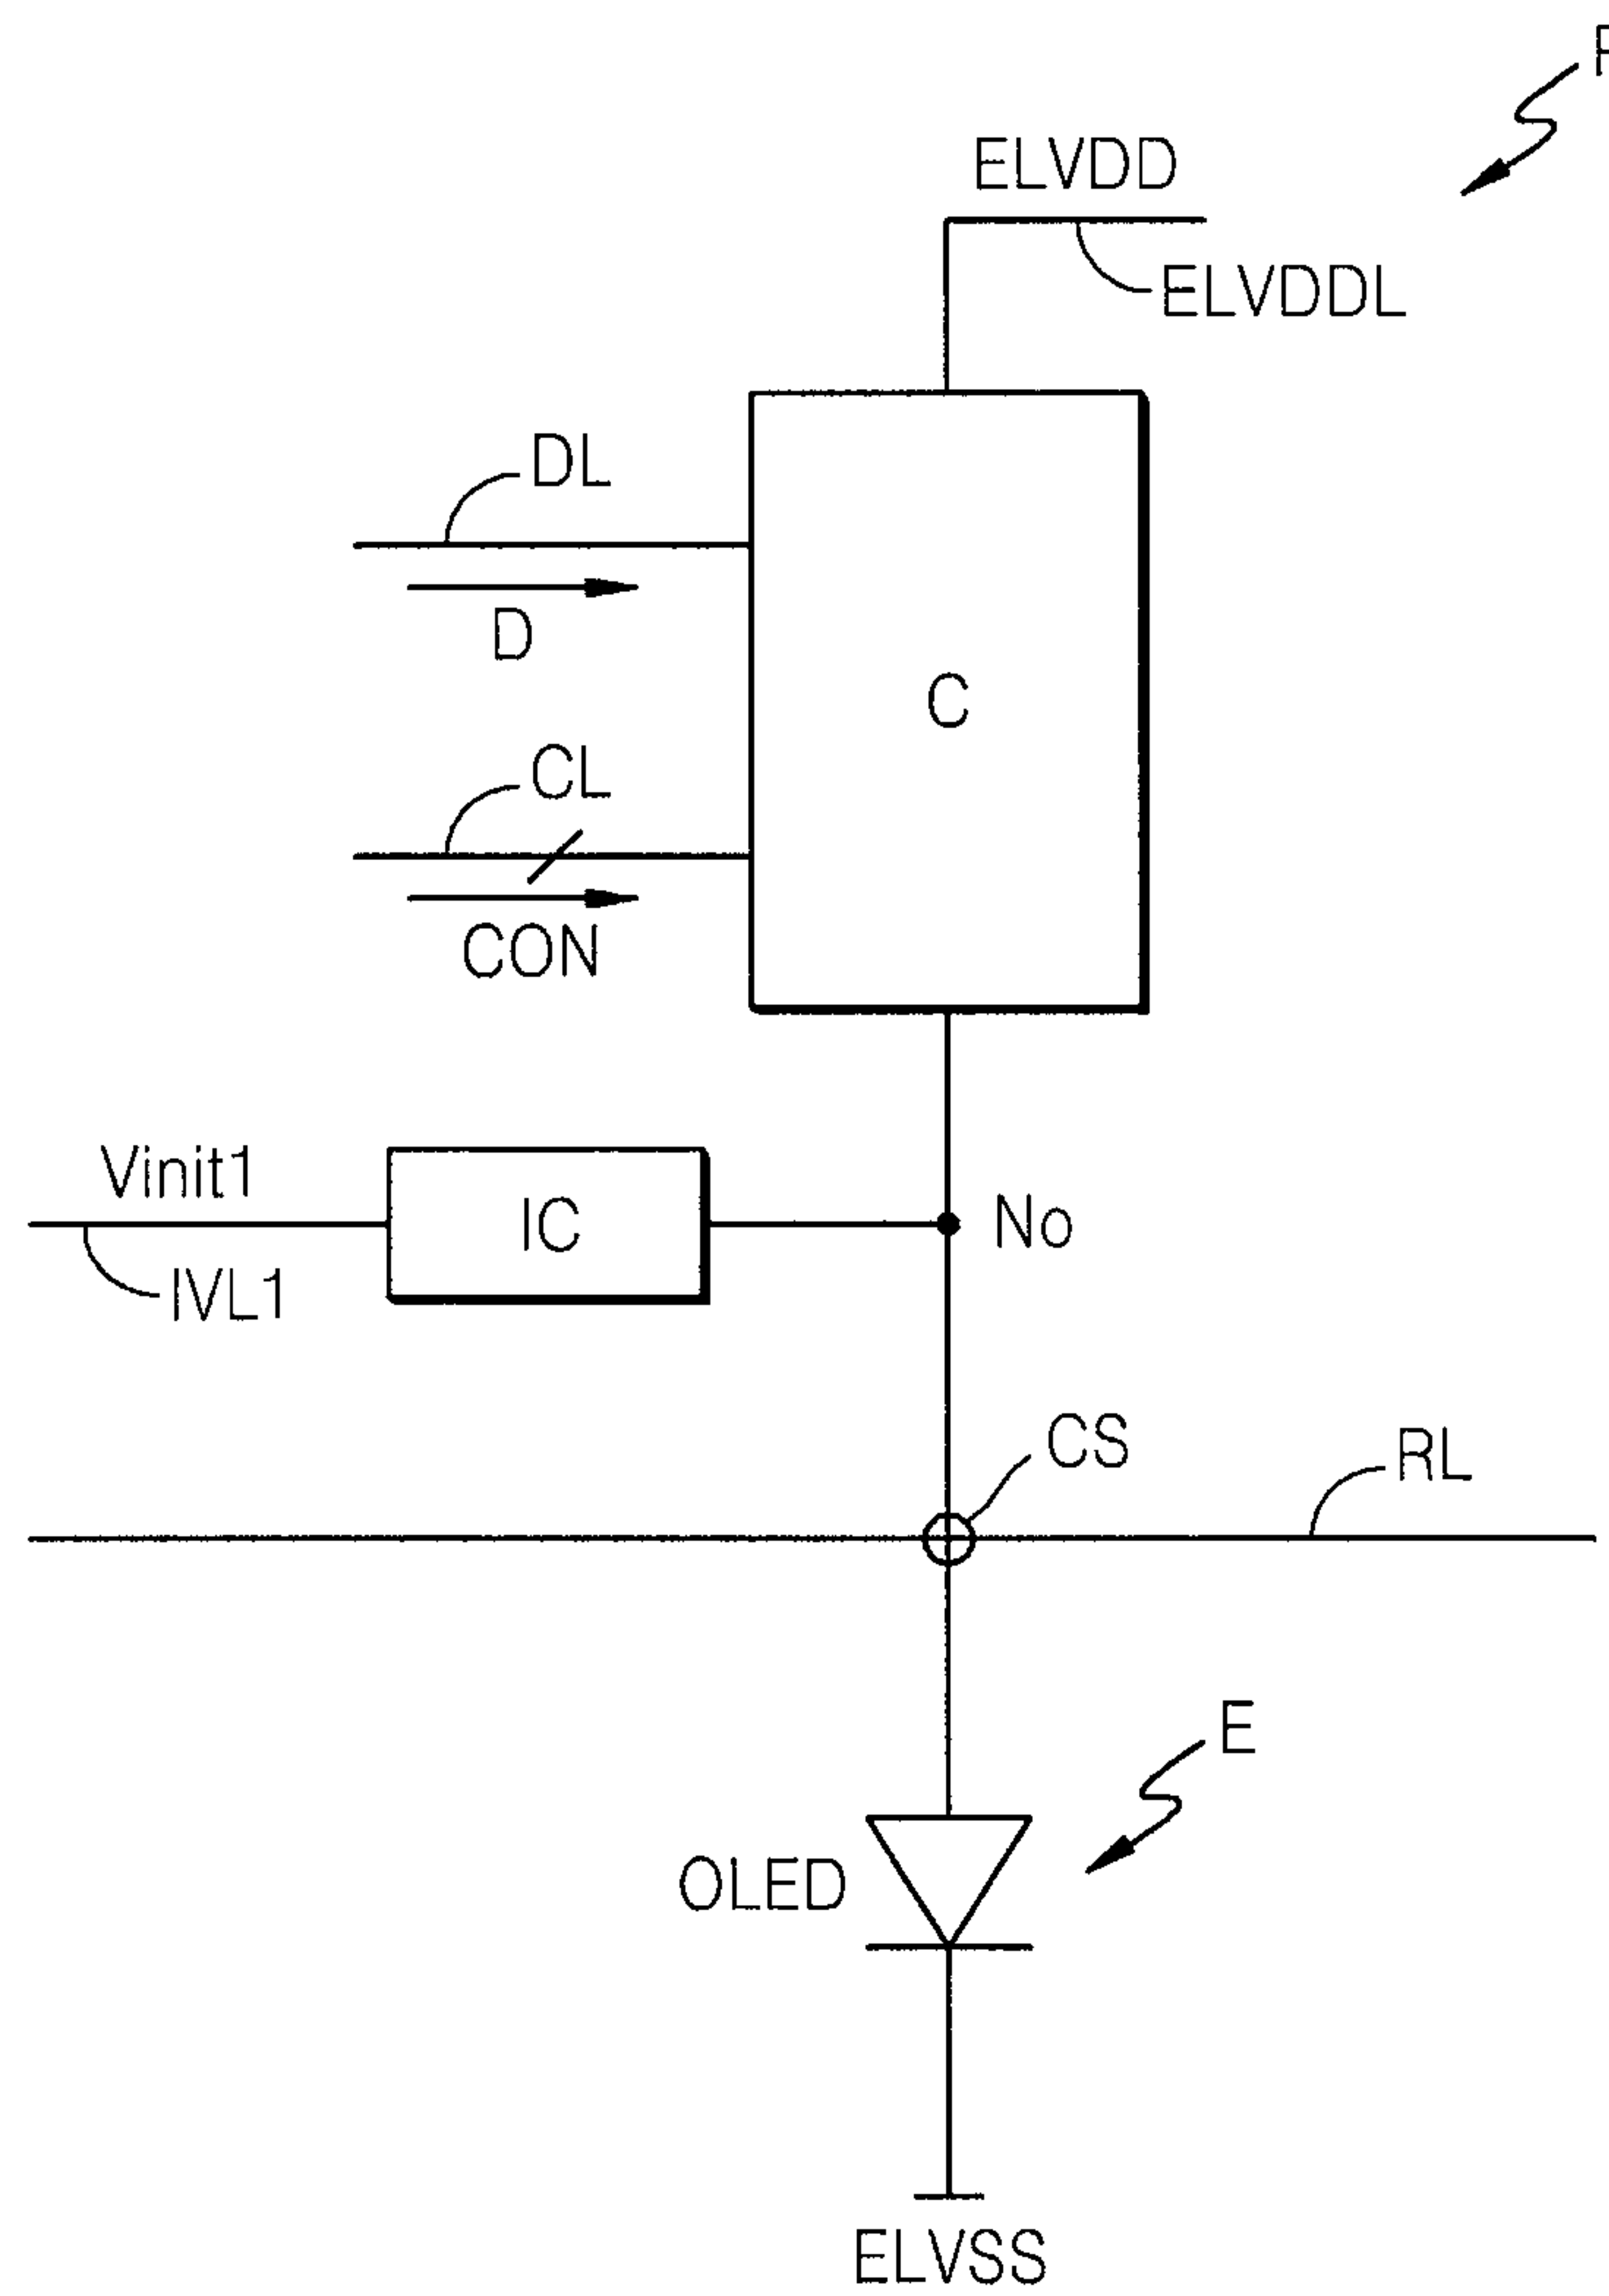 ELVDD
ELVDDL
DL
D
C
CL
CON
Vinit1
IC
No
IVL1
CS
RL
E
OLED
ELVSS